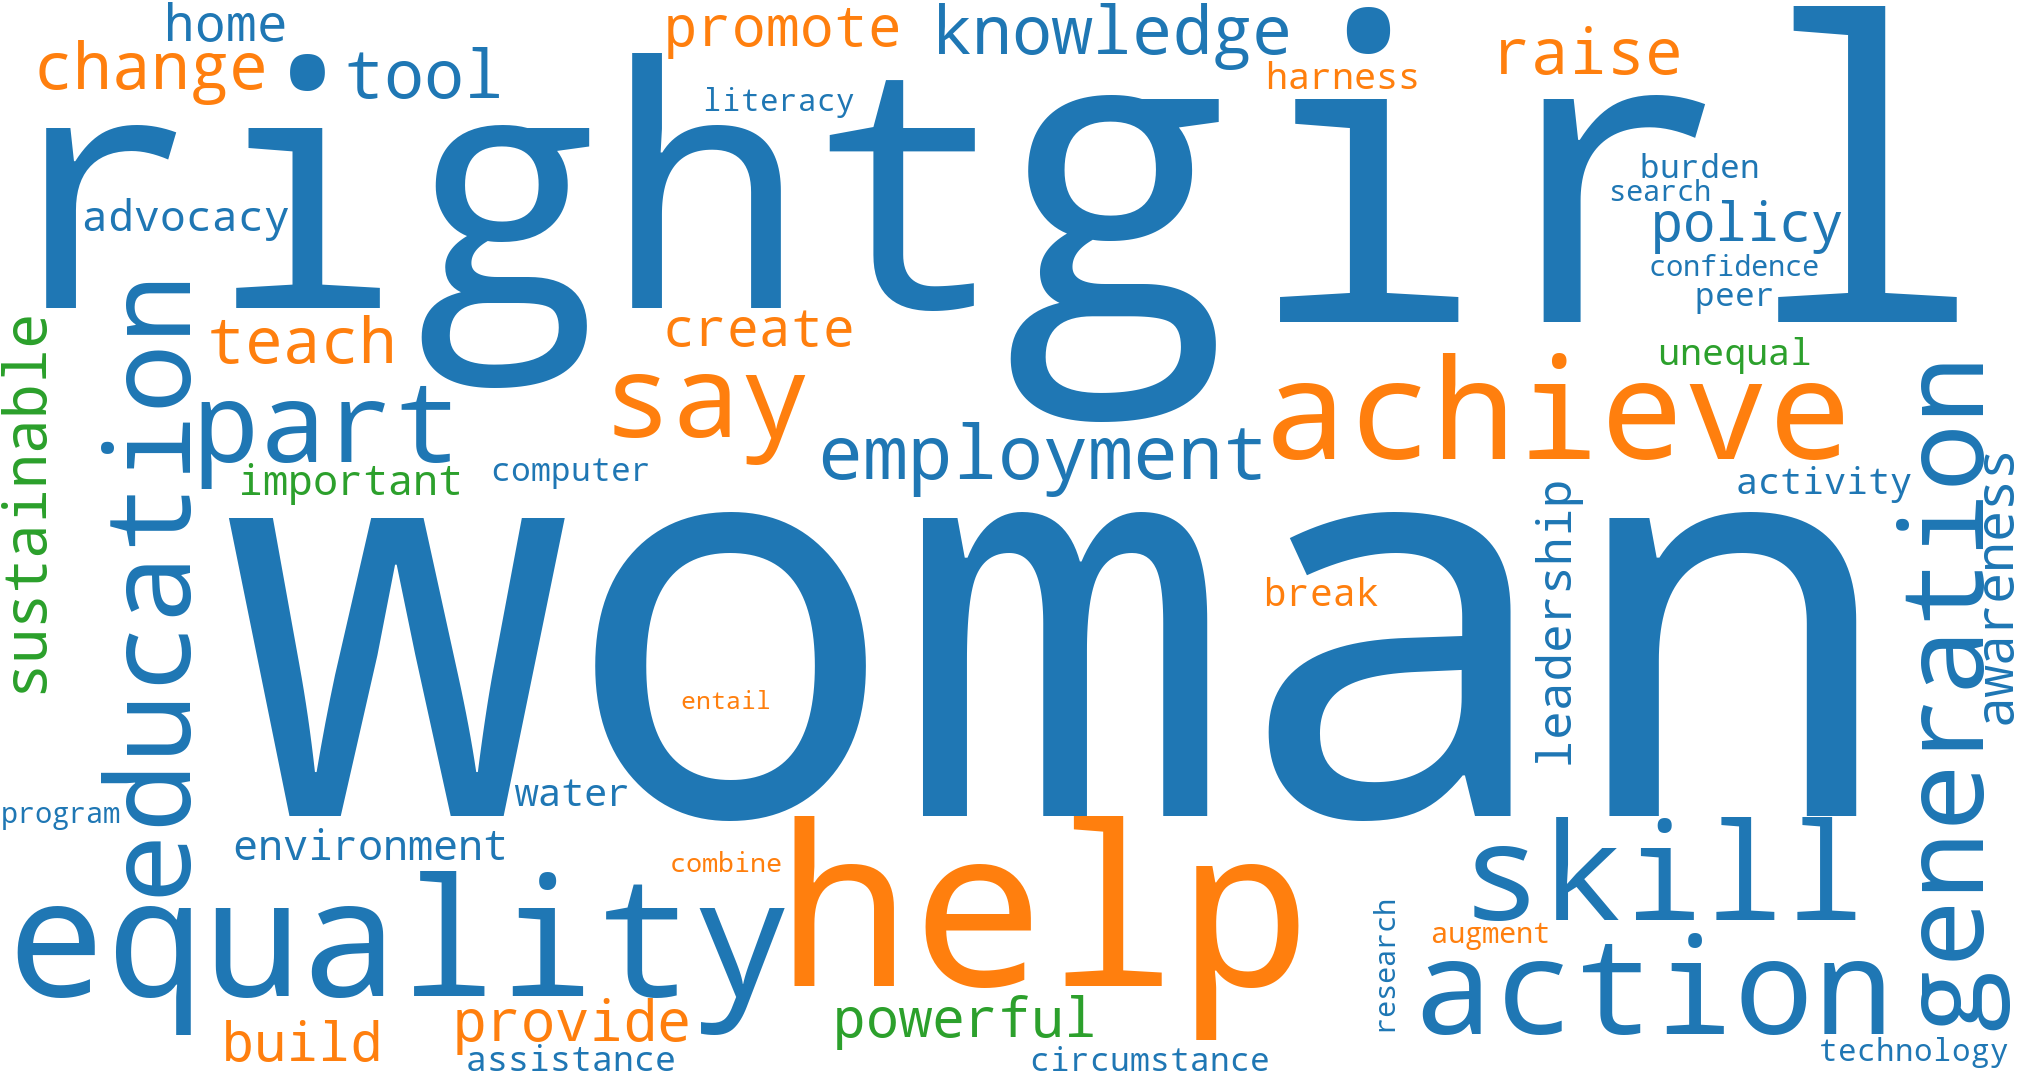 home
promote
knowledge
change
tool
harness
raise
literacy
right
girl
burden
search
advocacy
policy
confidence
peer
sustainable
education
teach
create
unequal
part
say
achieve
employment
generation
important
computer
activity
awareness
leadership
woman
break
entail
water
program
environment
combine
help
skill
equality
research
augment
action
build
provide
powerful
assistance
circumstance
technology